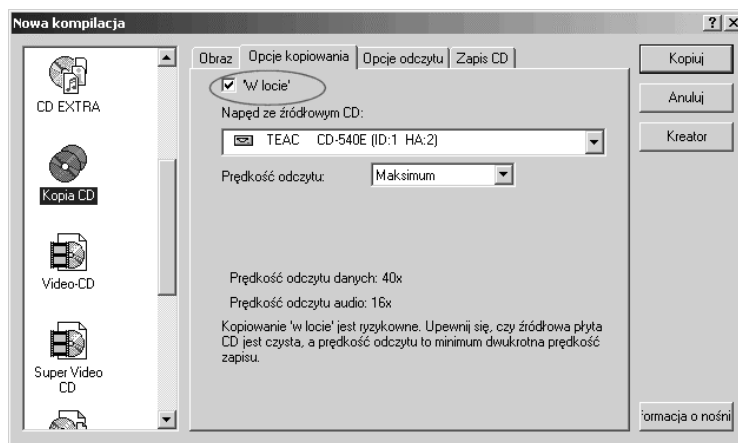 Nowa kompilacja
CD EXTRA
Kopia CD
Video-CD
Super Video
CD
Obraz
Opcje kopiowania
Opcje odczytu
Zapis CD
'W locie'
Napęd ze źródłowym CD:
TEAC CD-540E (ID:1 HA:2)
Prędkość odczytu:
Maksimum
Prędkość odczytu danych: 40x
Prędkość odczytu audio: 16x
Kopiowanie 'w locie' jest ryzykowne. Upewnij się, czy źródłowa płyta
CD jest czysta, a prędkość odczytu to minimum dwukrotna prędkość
zapisu.
Kopiuj
Anuluj
Kreator
formacja o nośni